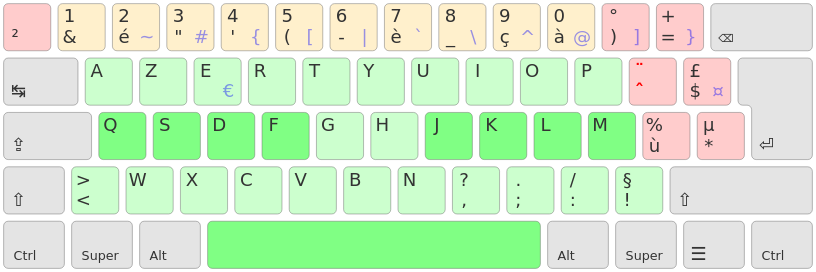 ² 1 & 2 é ~ 3 " # 4 ' { 5 ( [ 6 - | 7 è ` 8 _ \ 9 ç ^ 0 à @ ° ) ] + = } ⌫
↹ A Z E € R T Y U I O P ¨ ^ £ $ ¤
⇪ Q S D F G H J K L M % ù µ * ⏎
⇧ > < W X C V B N ? , . ; / : § ! ⇧
Ctrl Super Alt Alt Super ☰ Ctrl